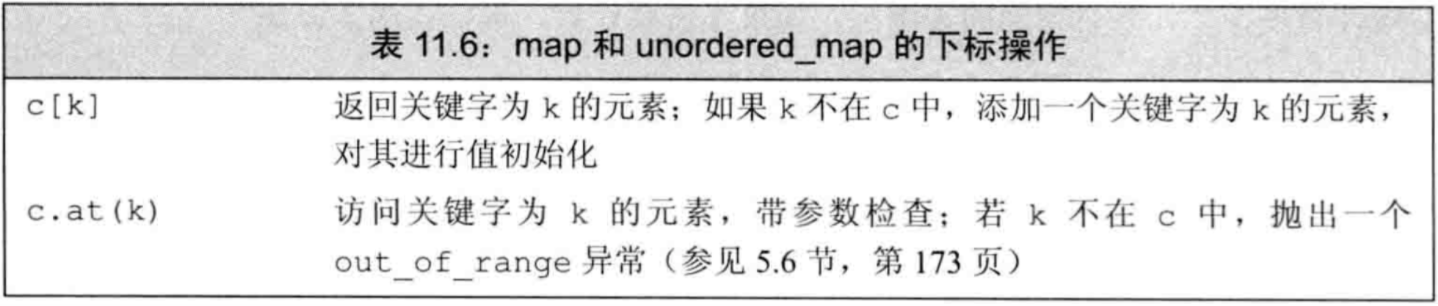 表 11.6：map 和 unordered_map 的下标操作
c[k] 返回关键字为 k 的元素；如果 k 不在 c 中，添加一个关键字为 k 的元素，
对其进行值初始化
c.at(k) 访问关键字为 k 的元素，带参数检查；若 k 不在 c 中，抛出一个
out_of_range 异常（参见 5.6 节，第 173 页）